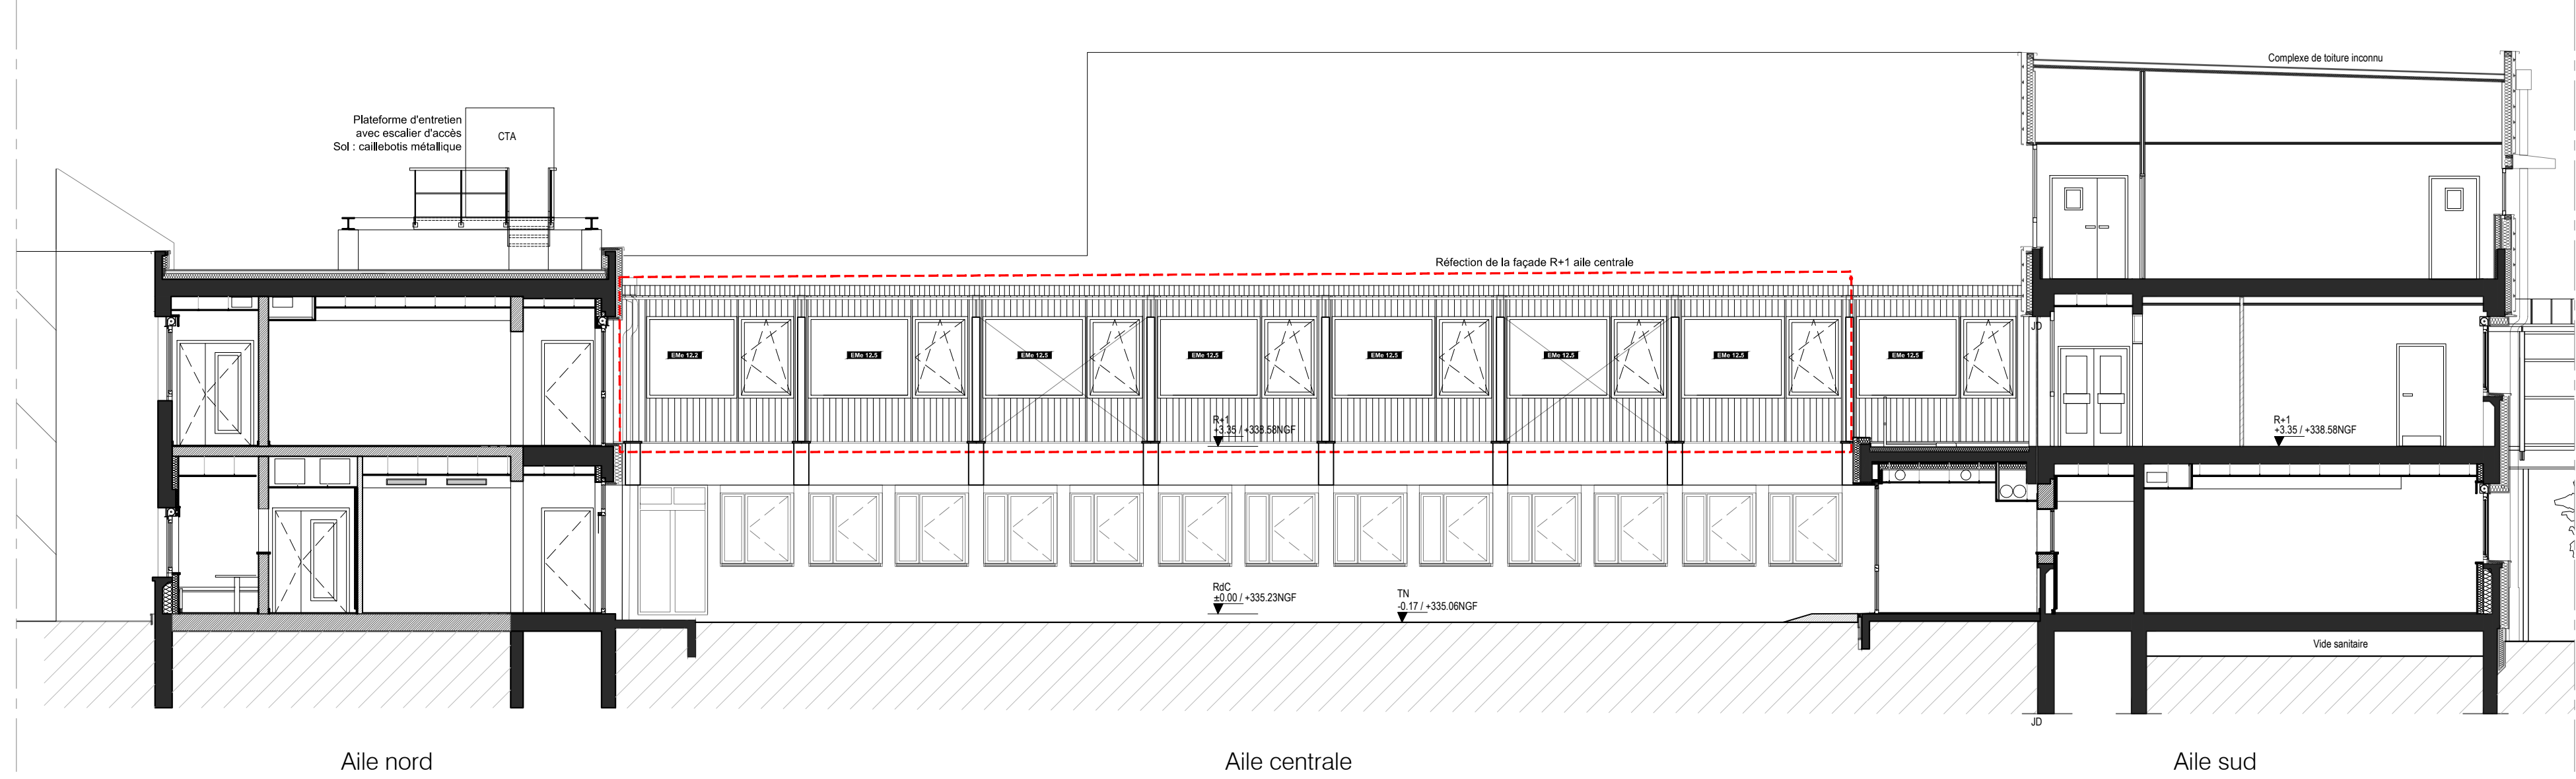 Complexe de toiture inconnu
Plateforme d'entretien
avec escalier d'accès
Sol : caillebotis métallique
CTA
Réfection de la façade R+1 aile centrale
JD
EMe 12.2
EMe 12.5
EMe 12.5
EMe 12.5
EMe 12.5
EMe 12.5
EMe 12.5
EMe 12.5
R+1
+3.35 / +338.58NGF
R+1
+3.35 / +338.58NGF
RdC
±0.00 / +335.23NGF
TN
-0.17 / +335.06NGF
Vide sanitaire
JD
Aile nord
Aile centrale
Aile sud